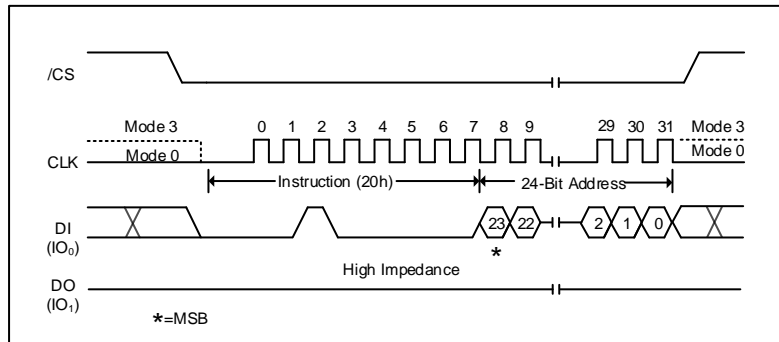 /CS
0 1 2 3 4 5 6 7 8 9 29 30 31
Mode 3 Mode 3
CLK Mode 0 Mode 0
Instruction (20h) 24-Bit Address
DI
(IO₀)
23 22 2 1 0
*
High Impedance
DO
(IO₁)
*=MSB